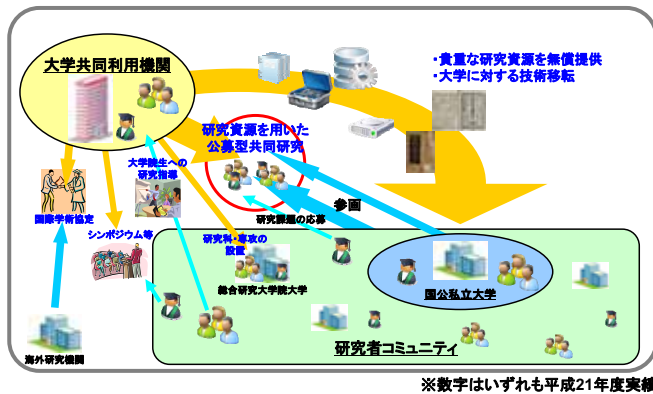 大学共同利用機関
・貴重な研究資源を無償提供
・大学に対する技術移転
研究資源を用いた
公募型共同研究
大学院生への
研究指導
国際学術協定
シンポジウム等
研究課題の応募
参画
研究科・専攻の
設置
総合研究大学院大学
国公私立大学
海外研究機関
研究者コミュニティ
※数字はいずれも平成21年度実績